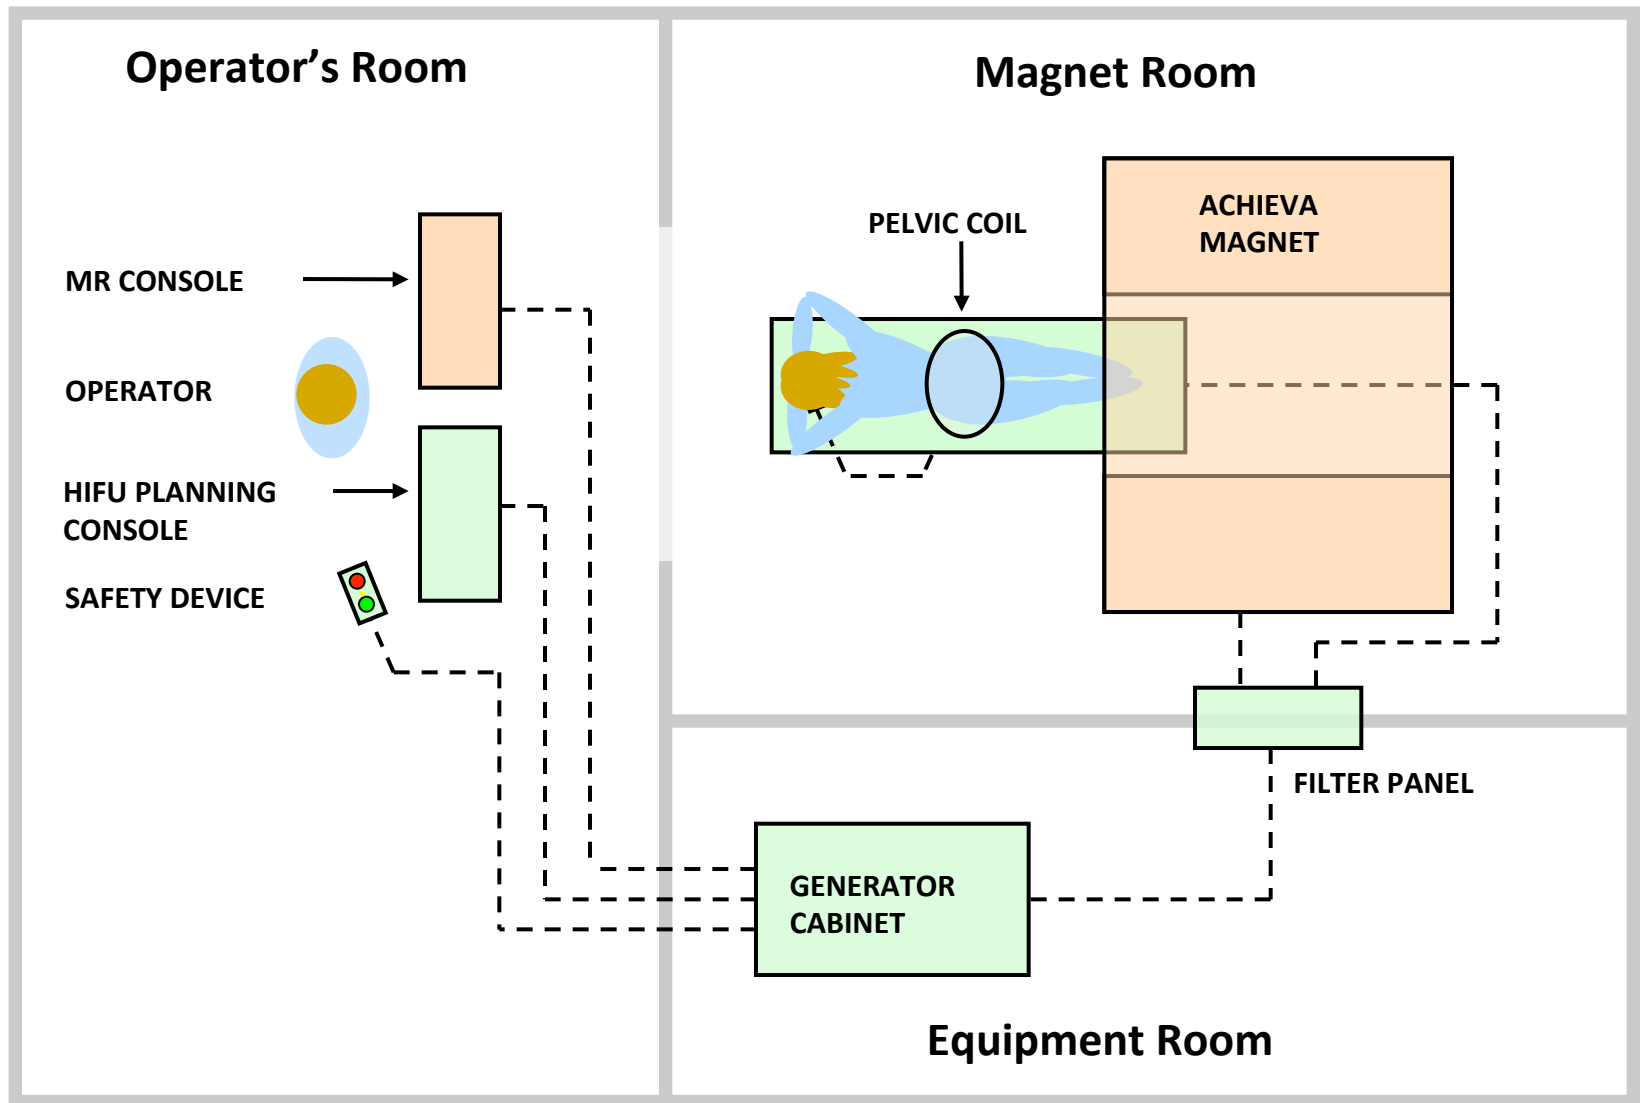 Operator’s Room
MR CONSOLE
OPERATOR
HIFU PLANNING
CONSOLE
SAFETY DEVICE
Magnet Room
PELVIC COIL
ACHIEVA
MAGNET
FILTER PANEL
GENERATOR
CABINET
Equipment Room